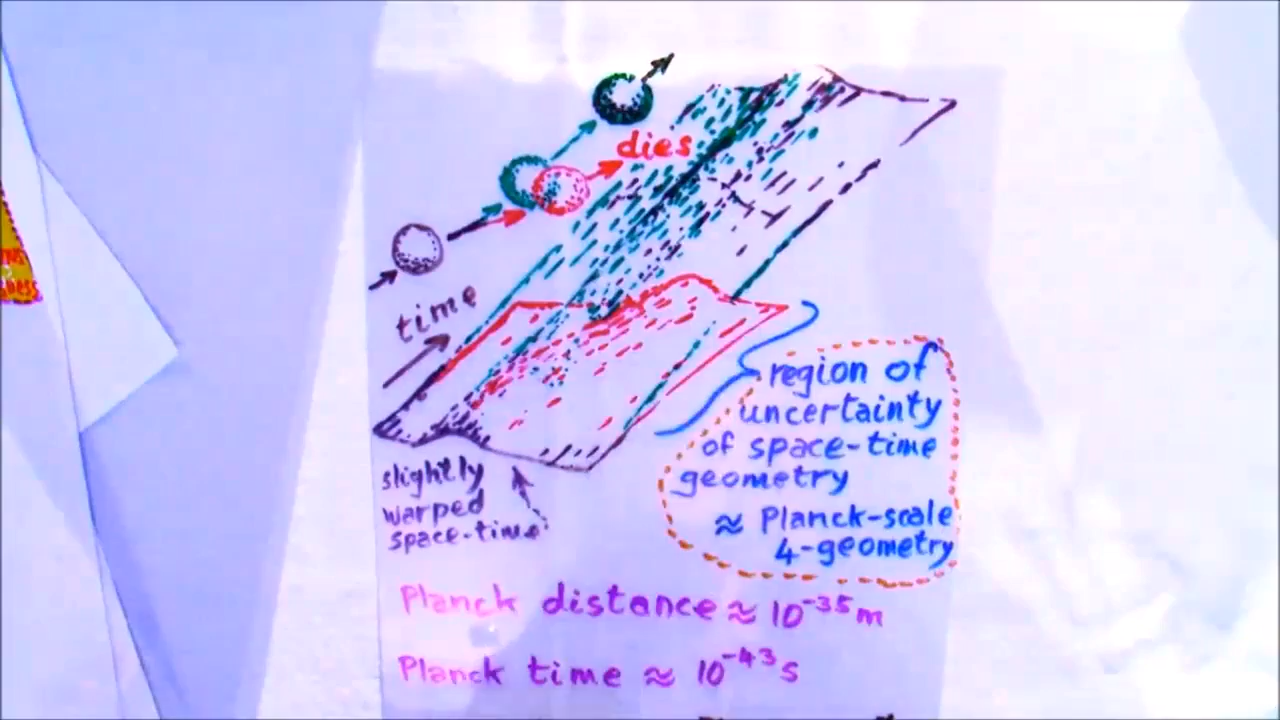 dies
time
region of
uncertainty
of space-time
geometry
≈ Planck-scale
4-geometry
slightly
warped
space-time
Planck distance ≈ 10⁻³⁵m
Planck time ≈ 10⁻⁴³s